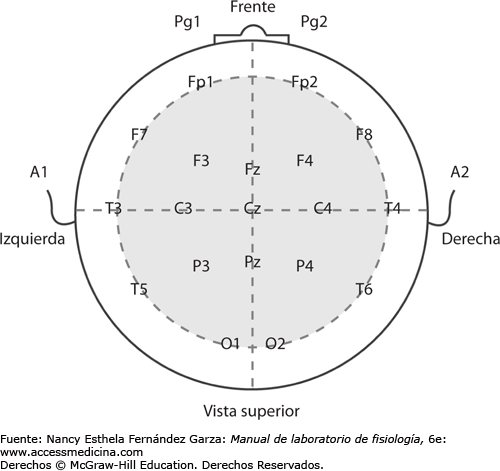 Frente
Pg1 Pg2
Fp1 Fp2
F7 F8
F3 Fz F4
A1 A2
T3 C3 Cz C4 T4
Izquierda Derecha
P3 Pz P4
T5 T6
O1 O2
Vista superior
Fuente: Nancy Esthela Fernández Garza: Manual de laboratorio de fisiología, 6e:
www.accessmedicina.com
Derechos © McGraw-Hill Education. Derechos Reservados.